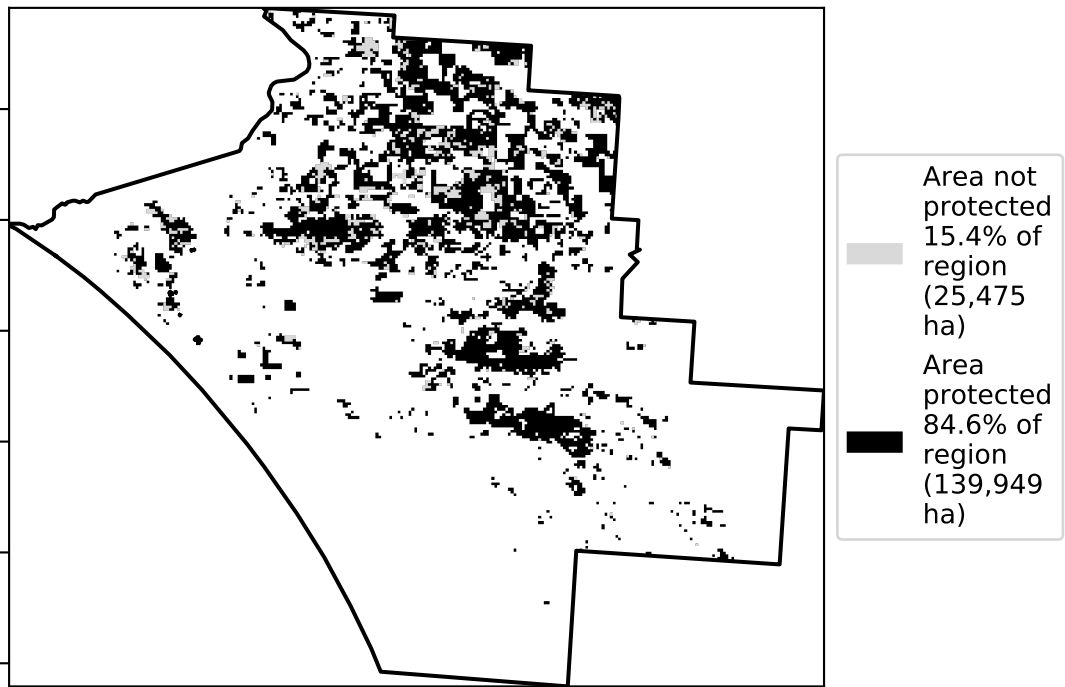 Area not
protected
15.4% of
region
(25,475
ha)
Area
protected
84.6% of
region
(139,949
ha)